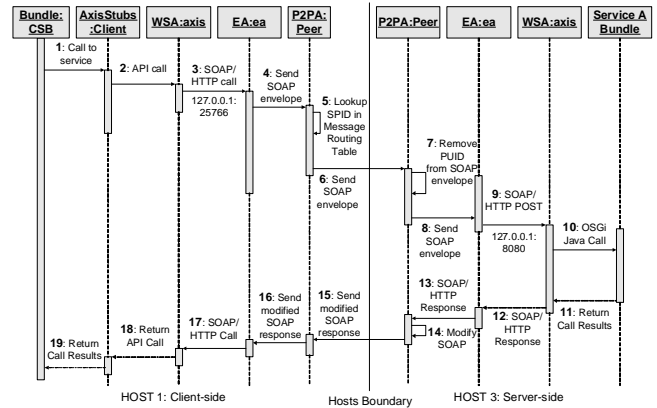 Bundle:
CSB
AxisStubs
:Client
WSA:axis
EA:ea
P2PA:
Peer
P2PA:Peer
EA:ea
WSA:axis
Service A
Bundle
1: Call to
service
2: API call
3: SOAP/
HTTP call
127.0.0.1:
25766
4: Send
SOAP
envelope
5: Lookup
SPID in
Message
Routing
Table
6: Send
SOAP
envelope
7: Remove
PUID
from SOAP
envelope
8: Send
SOAP
envelope
9: SOAP/
HTTP POST
127.0.0.1:
8080
10: OSGi
Java Call
11: Return
Call Results
12: SOAP/
HTTP
Response
13: SOAP/
HTTP
Response
14: Modify
SOAP
15: Send
modified
SOAP
response
16: Send
modified
SOAP
response
17: SOAP/
HTTP Call
18: Return
API Call
19: Return
Call Results
HOST 1: Client-side
Hosts Boundary
HOST 3: Server-side